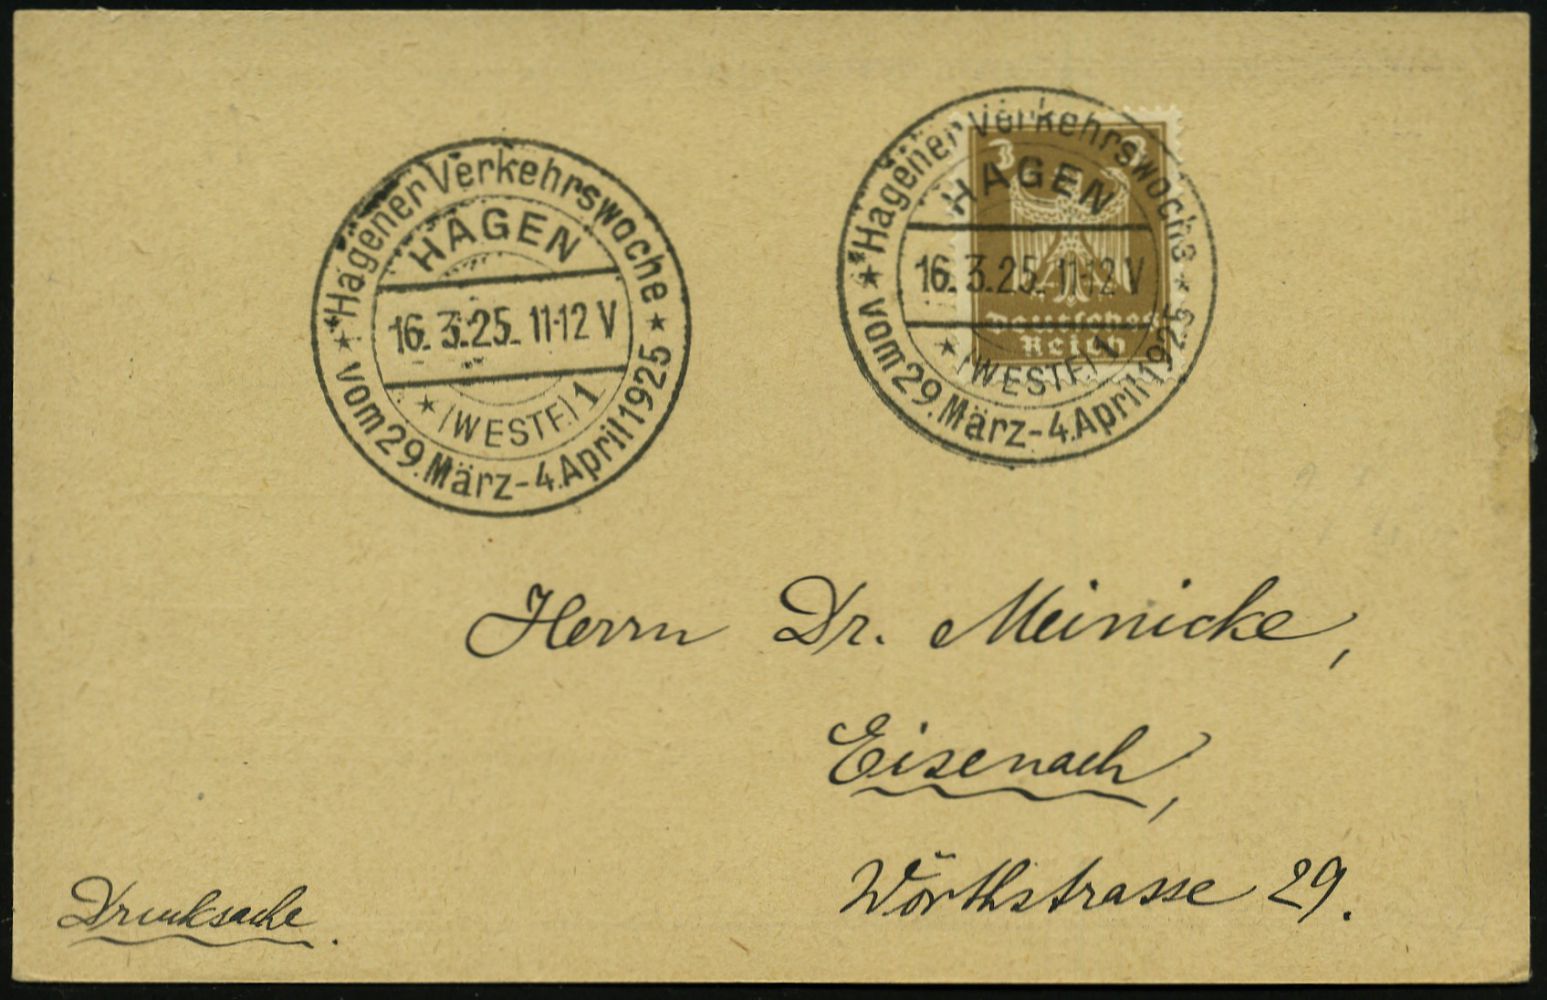 Hagener Verkehrswoche
HAGEN
16.3.25. 11-12 V
★ (WESTF.) 1
★ vom 29. März - 4. April 1925 ★
Hagener Verkehrswoche
HAGEN
3 3
16.3.25. 11-12 V
Deutsches
Reich
★ (WESTF.) 1
★ vom 29. März - 4. April 1925 ★
Herrn Dr. Meinicke,
Eisenach,
Wörthstrasse 29.
Drucksache.